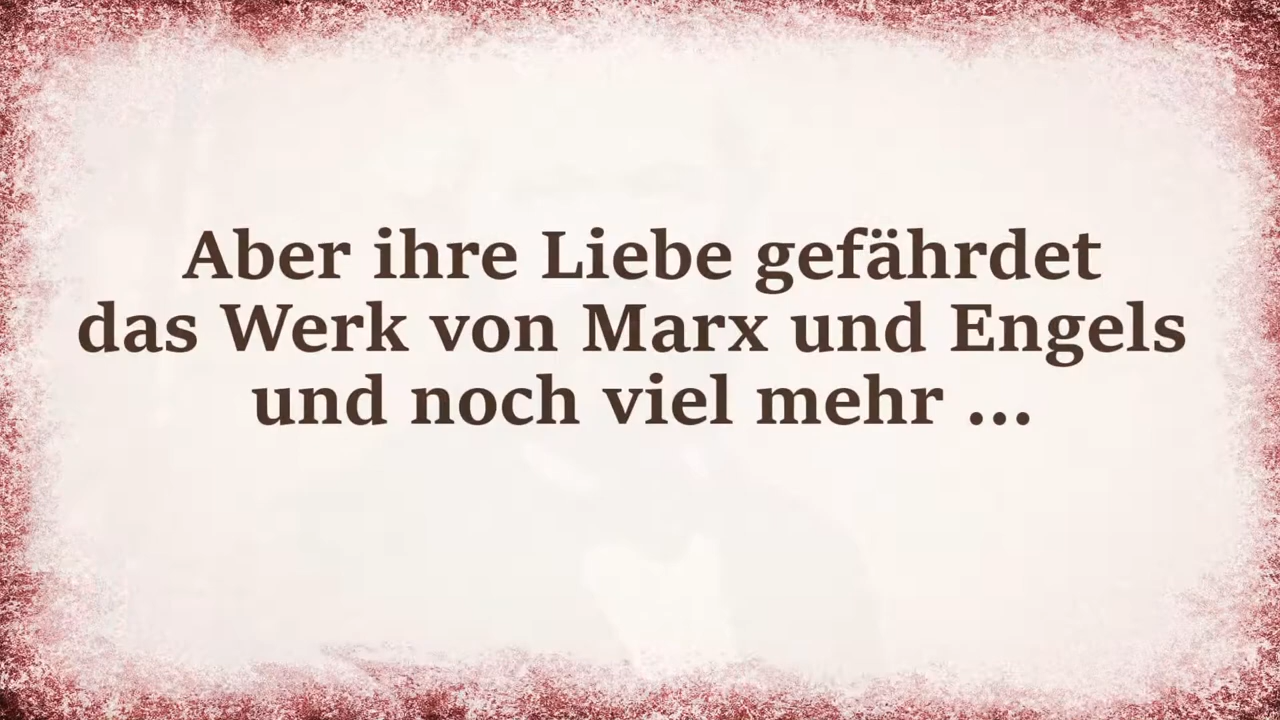 Aber ihre Liebe gefährdet
das Werk von Marx und Engels
und noch viel mehr ...